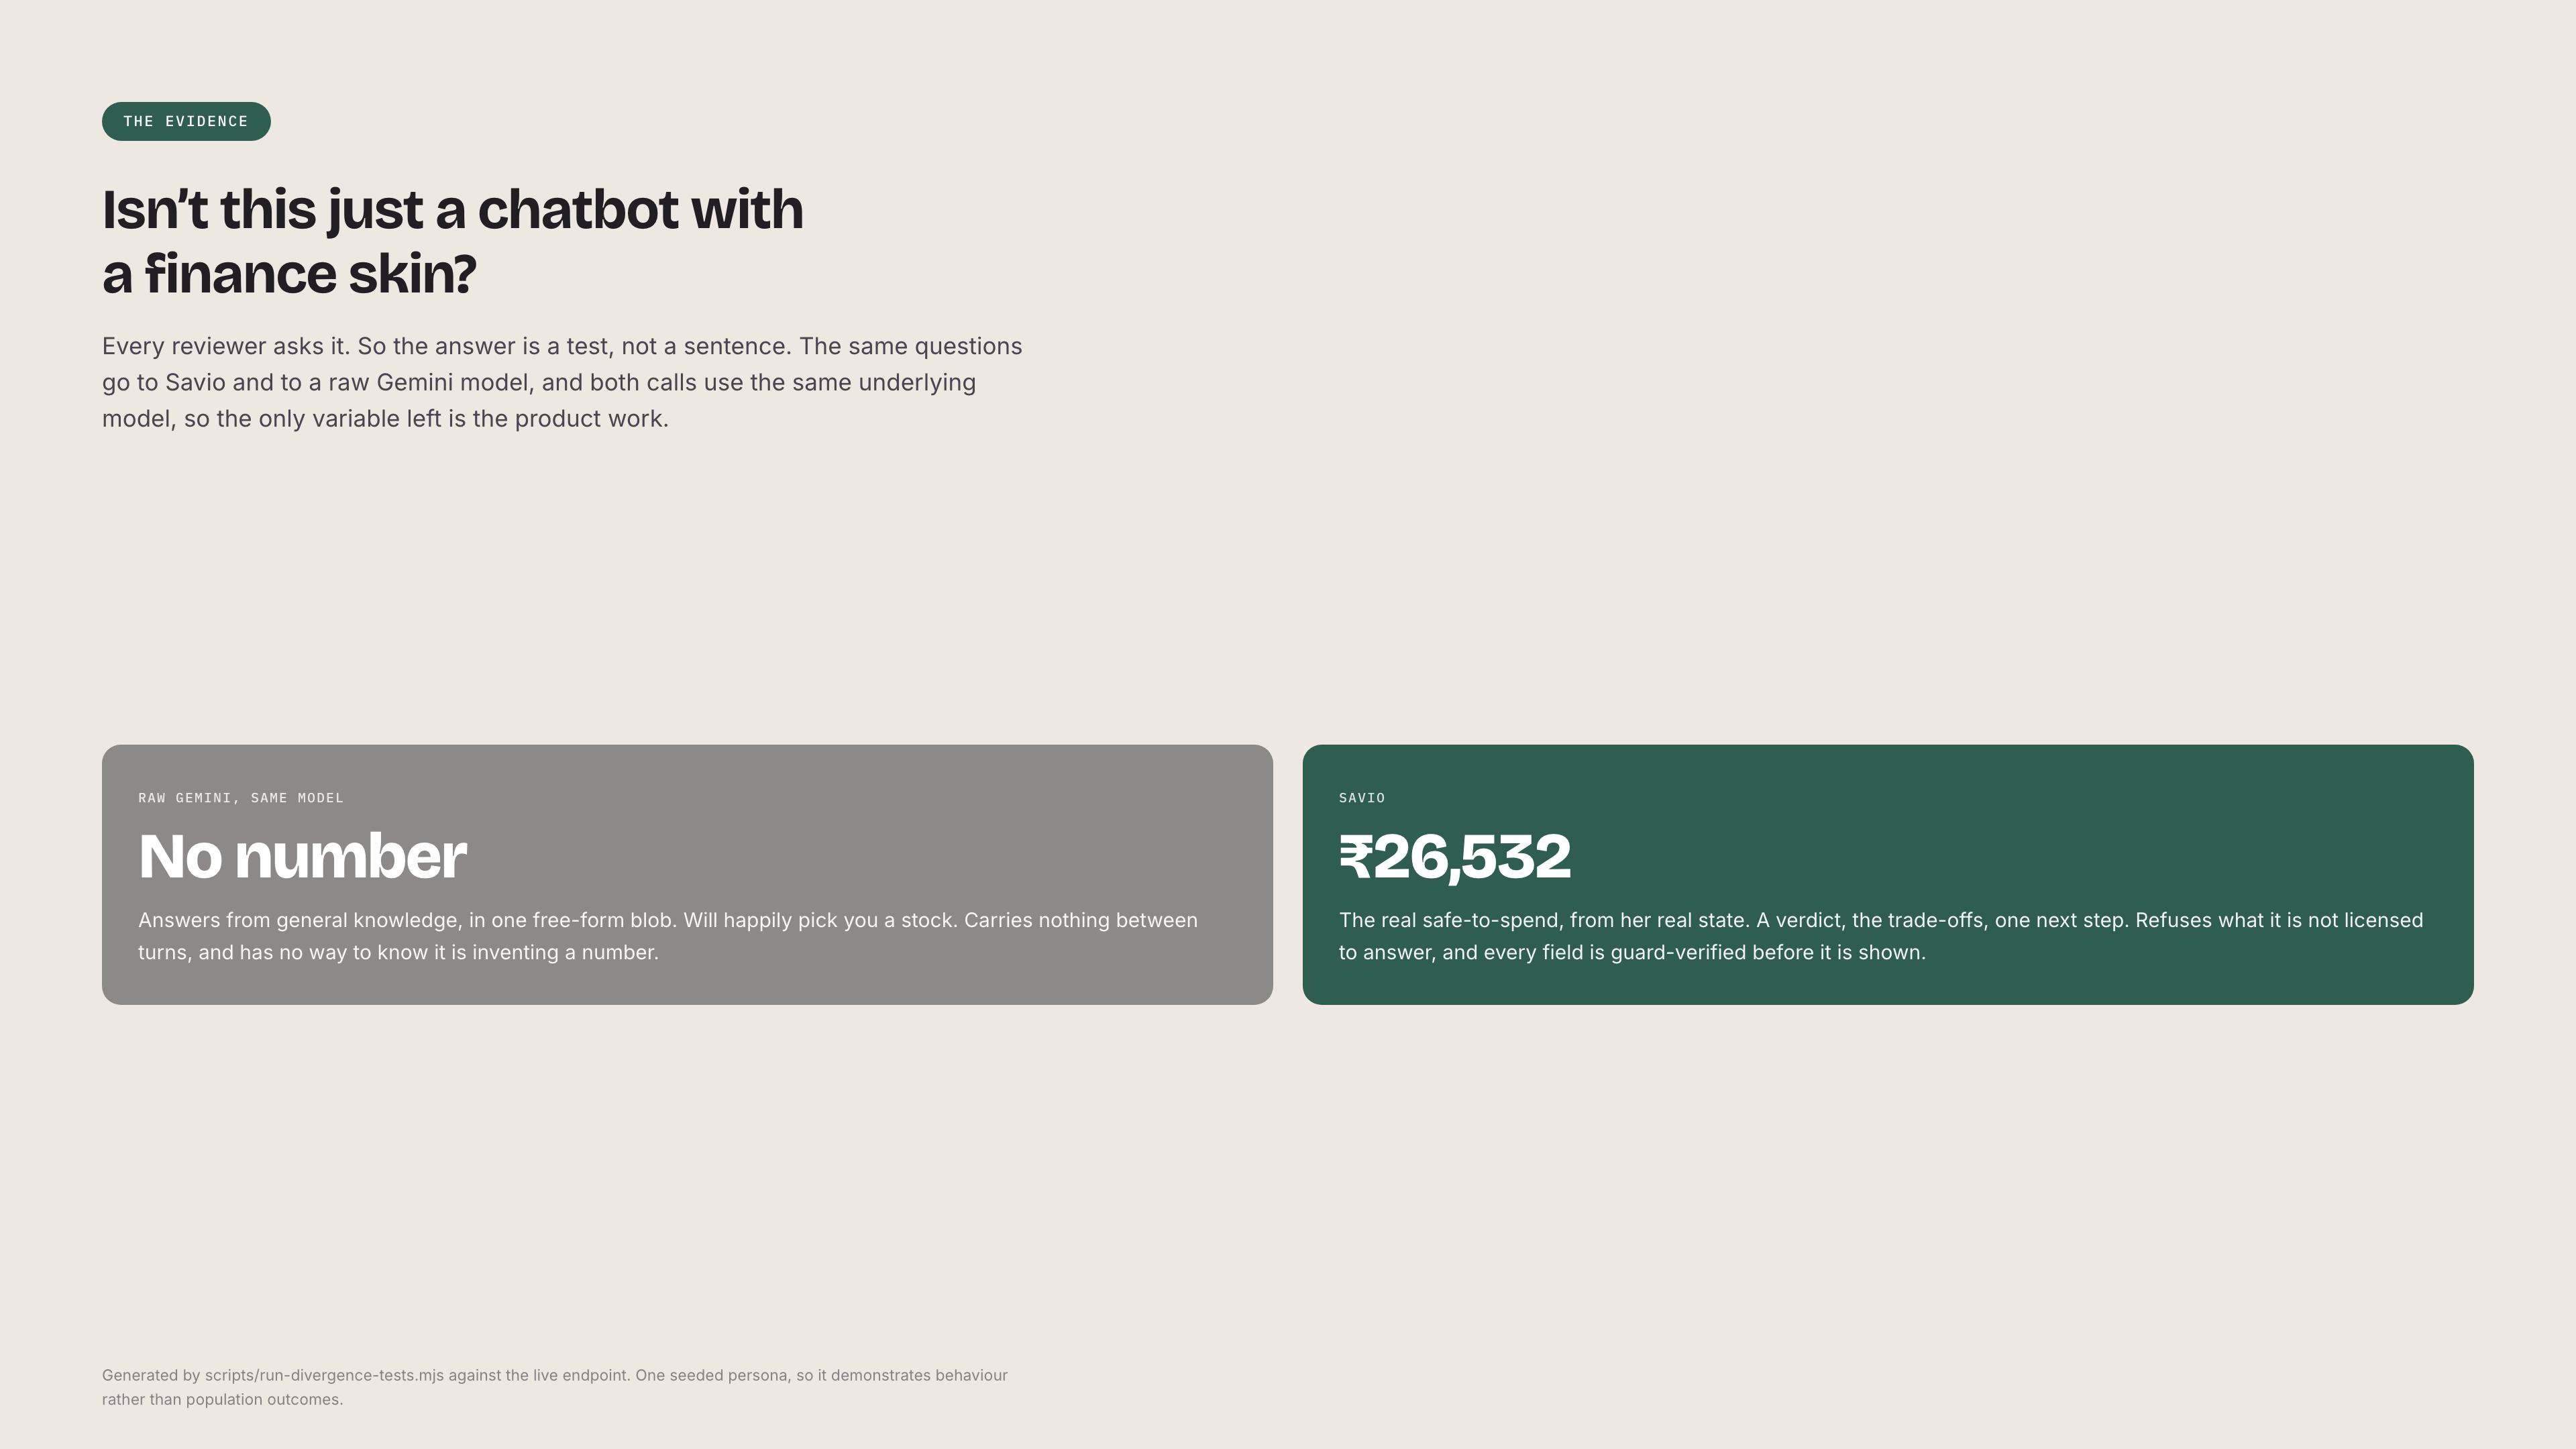 THE EVIDENCE
Isn’t this just a chatbot with
a finance skin?
Every reviewer asks it. So the answer is a test, not a sentence. The same questions
go to Savio and to a raw Gemini model, and both calls use the same underlying
model, so the only variable left is the product work.
RAW GEMINI, SAME MODEL
No number
Answers from general knowledge, in one free-form blob. Will happily pick you a stock. Carries nothing between
turns, and has no way to know it is inventing a number.
SAVIO
₹26,532
The real safe-to-spend, from her real state. A verdict, the trade-offs, one next step. Refuses what it is not licensed
to answer, and every field is guard-verified before it is shown.
Generated by scripts/run-divergence-tests.mjs against the live endpoint. One seeded persona, so it demonstrates behaviour
rather than population outcomes.